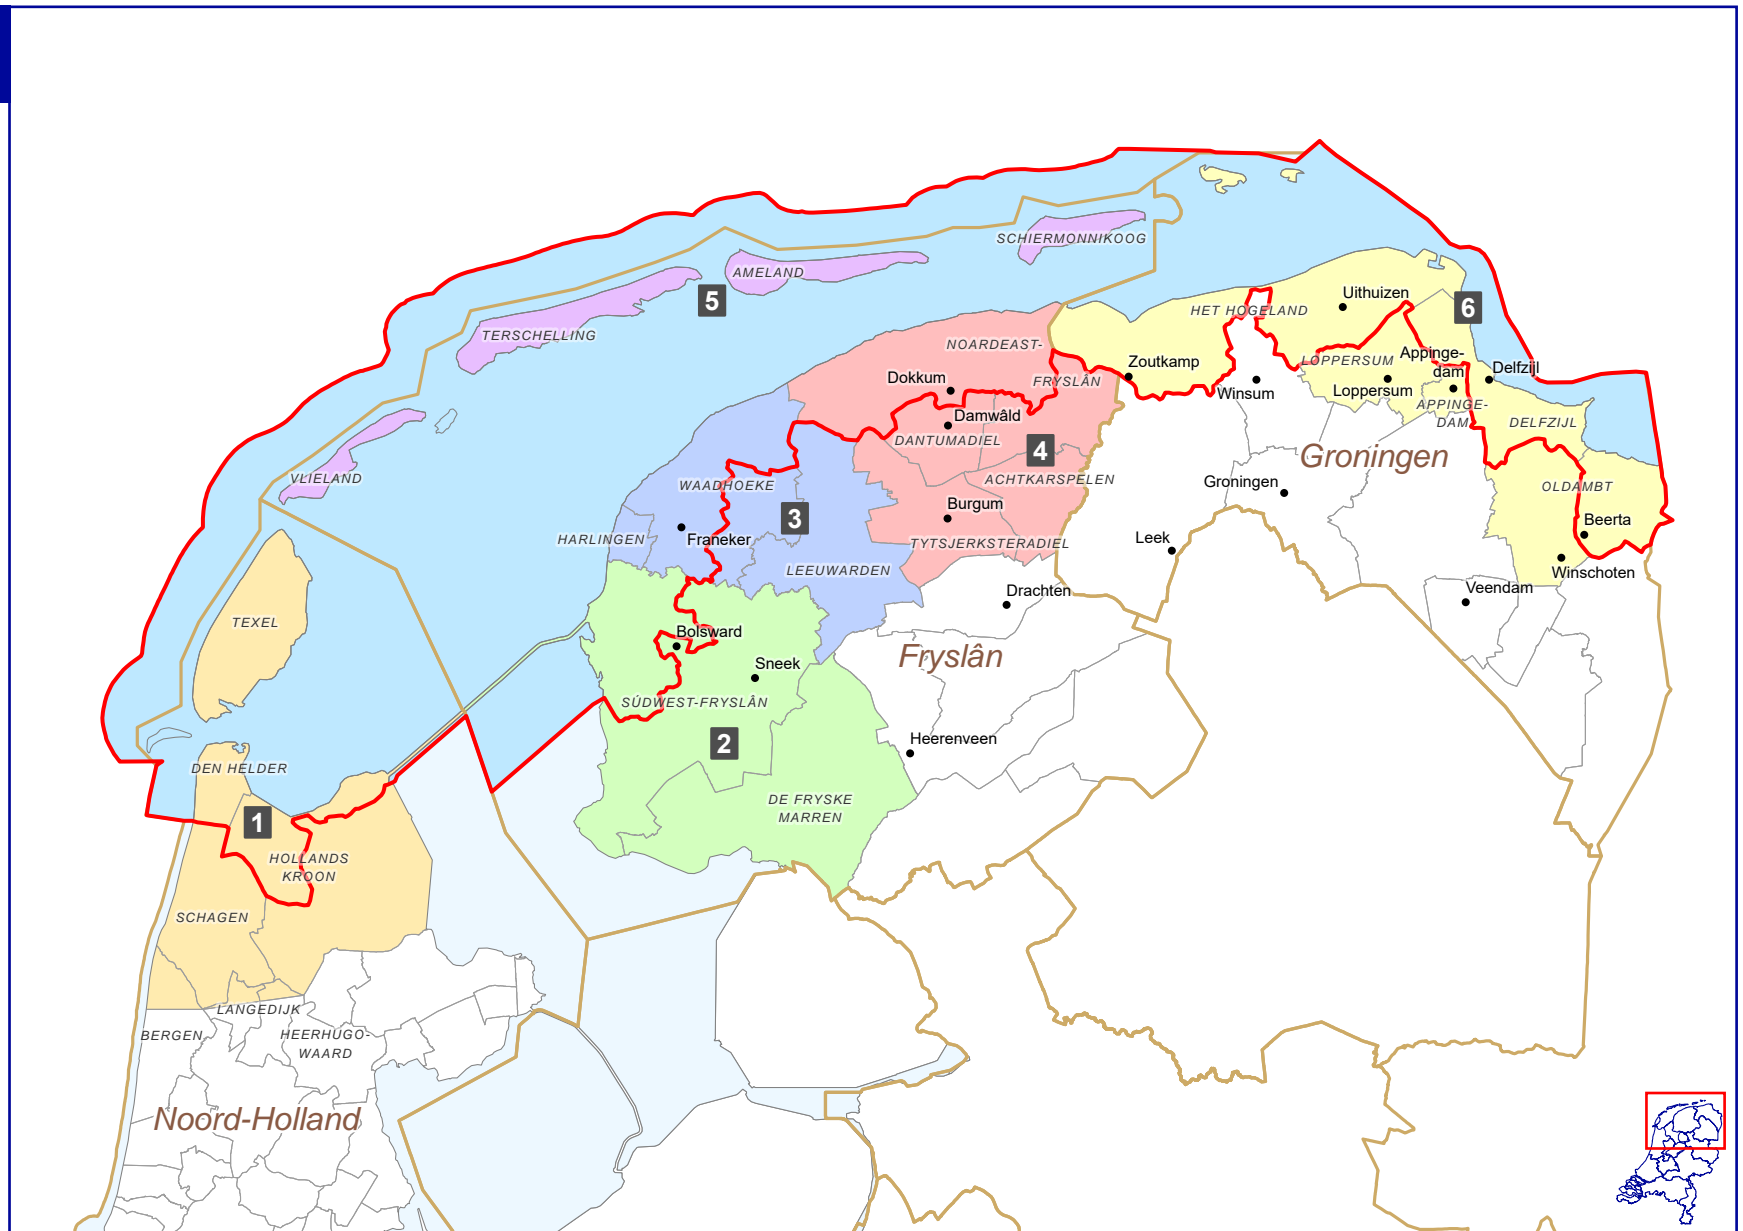 SCHIERMONNIKOOG
AMELAND
5
TERSCHELLING
VLIELAND
TEXEL
DEN HELDER
1
HOLLANDS
KROON
SCHAGEN
LANGEDIJK
BERGEN
HEERHUGO-
WAARD
Noord-Holland
NOARDEAST-
FRYSLÂN
Dokkum
Damwâld
DANTUMADIEL
4
ACHTKARSPELEN
Burgum
TYTSJERKSTERADIEL
WAADHOEKE
3
HARLINGEN
Franeker
LEEUWARDEN
Bolsward
Sneek
SÚDWEST-FRYSLÂN
2
DE FRYSKE
MARREN
Drachten
Fryslân
Heerenveen
Uithuizen
HET HOGELAND
6
Zoutkamp
Winsum
LOPPERSUM
Loppersum
Appinge-
dam
APPINGE-
DAM
Delfzijl
DELFZIJL
Groningen
Groningen
Leek
OLDAMBT
Beerta
Winschoten
Veendam